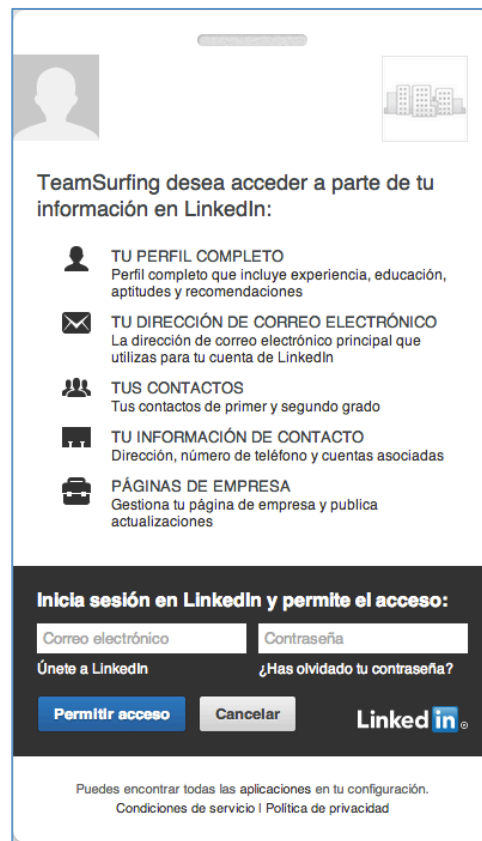 TeamSurfing desea acceder a parte de tu
información en LinkedIn:
TU PERFIL COMPLETO
Perfil completo que incluye experiencia, educación,
aptitudes y recomendaciones
TU DIRECCIÓN DE CORREO ELECTRÓNICO
La dirección de correo electrónico principal que
utilizas para tu cuenta de LinkedIn
TUS CONTACTOS
Tus contactos de primer y segundo grado
TU INFORMACIÓN DE CONTACTO
Dirección, número de teléfono y cuentas asociadas
PÁGINAS DE EMPRESA
Gestiona tu página de empresa y publica
actualizaciones
Inicia sesión en LinkedIn y permite el acceso:
Correo electrónico Contraseña
Únete a LinkedIn ¿Has olvidado tu contraseña?
Permitir acceso Cancelar Linked in ®
Puedes encontrar todas las aplicaciones en tu configuración.
Condiciones de servicio | Política de privacidad